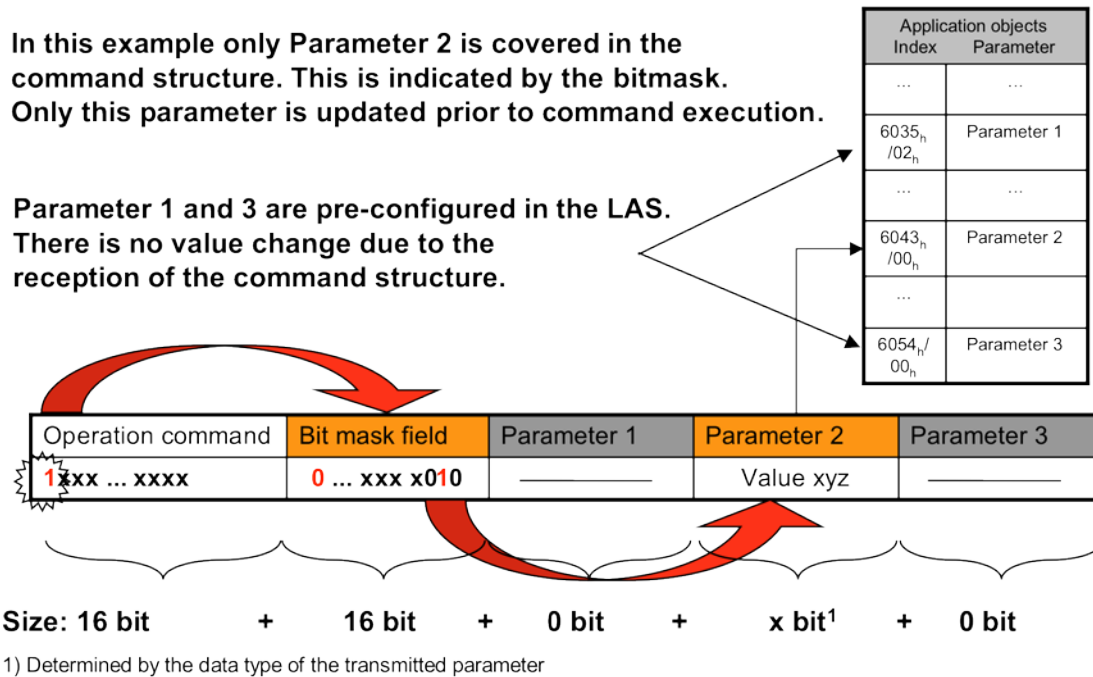 In this example only Parameter 2 is covered in the
command structure. This is indicated by the bitmask.
Only this parameter is updated prior to command execution.
Parameter 1 and 3 are pre-configured in the LAS.
There is no value change due to the
reception of the command structure.
Application objects
Index Parameter
... ...
6035h Parameter 1
/02h
... ...
6043h Parameter 2
/00h
...
6054h/ Parameter 3
00h
Operation command Bit mask field Parameter 1 Parameter 2 Parameter 3
1xxx ... xxxx 0 ... xxx x010 Value xyz
Size: 16 bit + 16 bit + 0 bit + x bit1 + 0 bit
1) Determined by the data type of the transmitted parameter